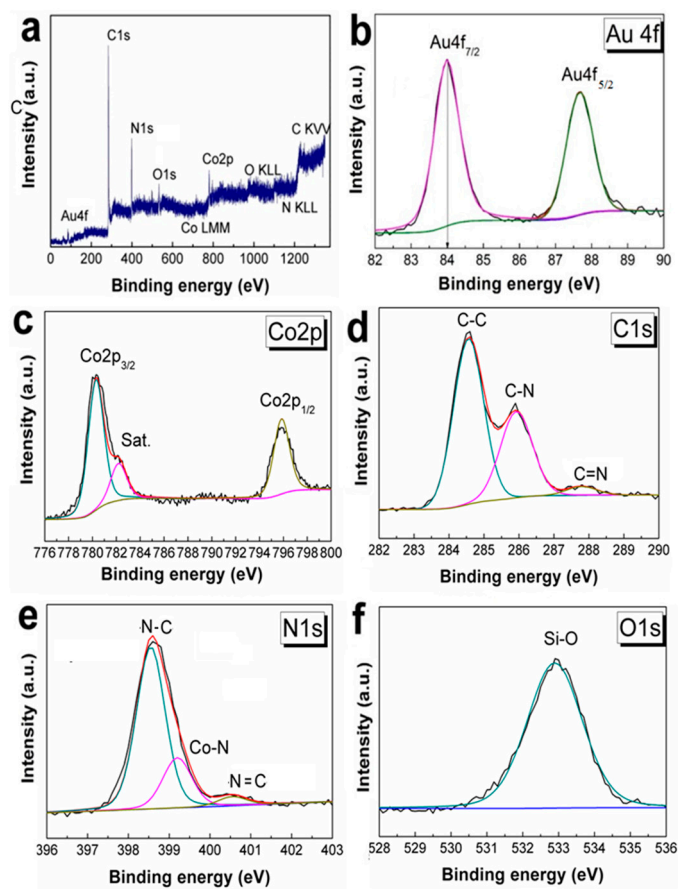 a
C1s
N1s
O1s
Co2p
O KLL
C KVV
Au4f
Co LMM
N KLL
C
Intensity (a.u.)
0 200 400 600 800 1000 1200
Binding energy (eV)
b
Au 4f
Au4f7/2
Au4f5/2
Intensity (a.u.)
82 83 84 85 86 87 88 89 90
Binding energy (eV)
c
Co2p
Co2p3/2
Sat.
Co2p1/2
Intensity (a.u.)
776 778 780 782 784 786 788 790 792 794 796 798 800
Binding energy (eV)
d
C1s
C-C
C-N
C=N
Intensity (a.u.)
282 283 284 285 286 287 288 289 290
Binding energy (eV)
e
N1s
N-C
Co-N
N=C
Intensity (a.u.)
396 397 398 399 400 401 402 403
Binding energy (eV)
f
O1s
Si-O
Intensity (a.u.)
528 529 530 531 532 533 534 535 536
Binding energy (eV)